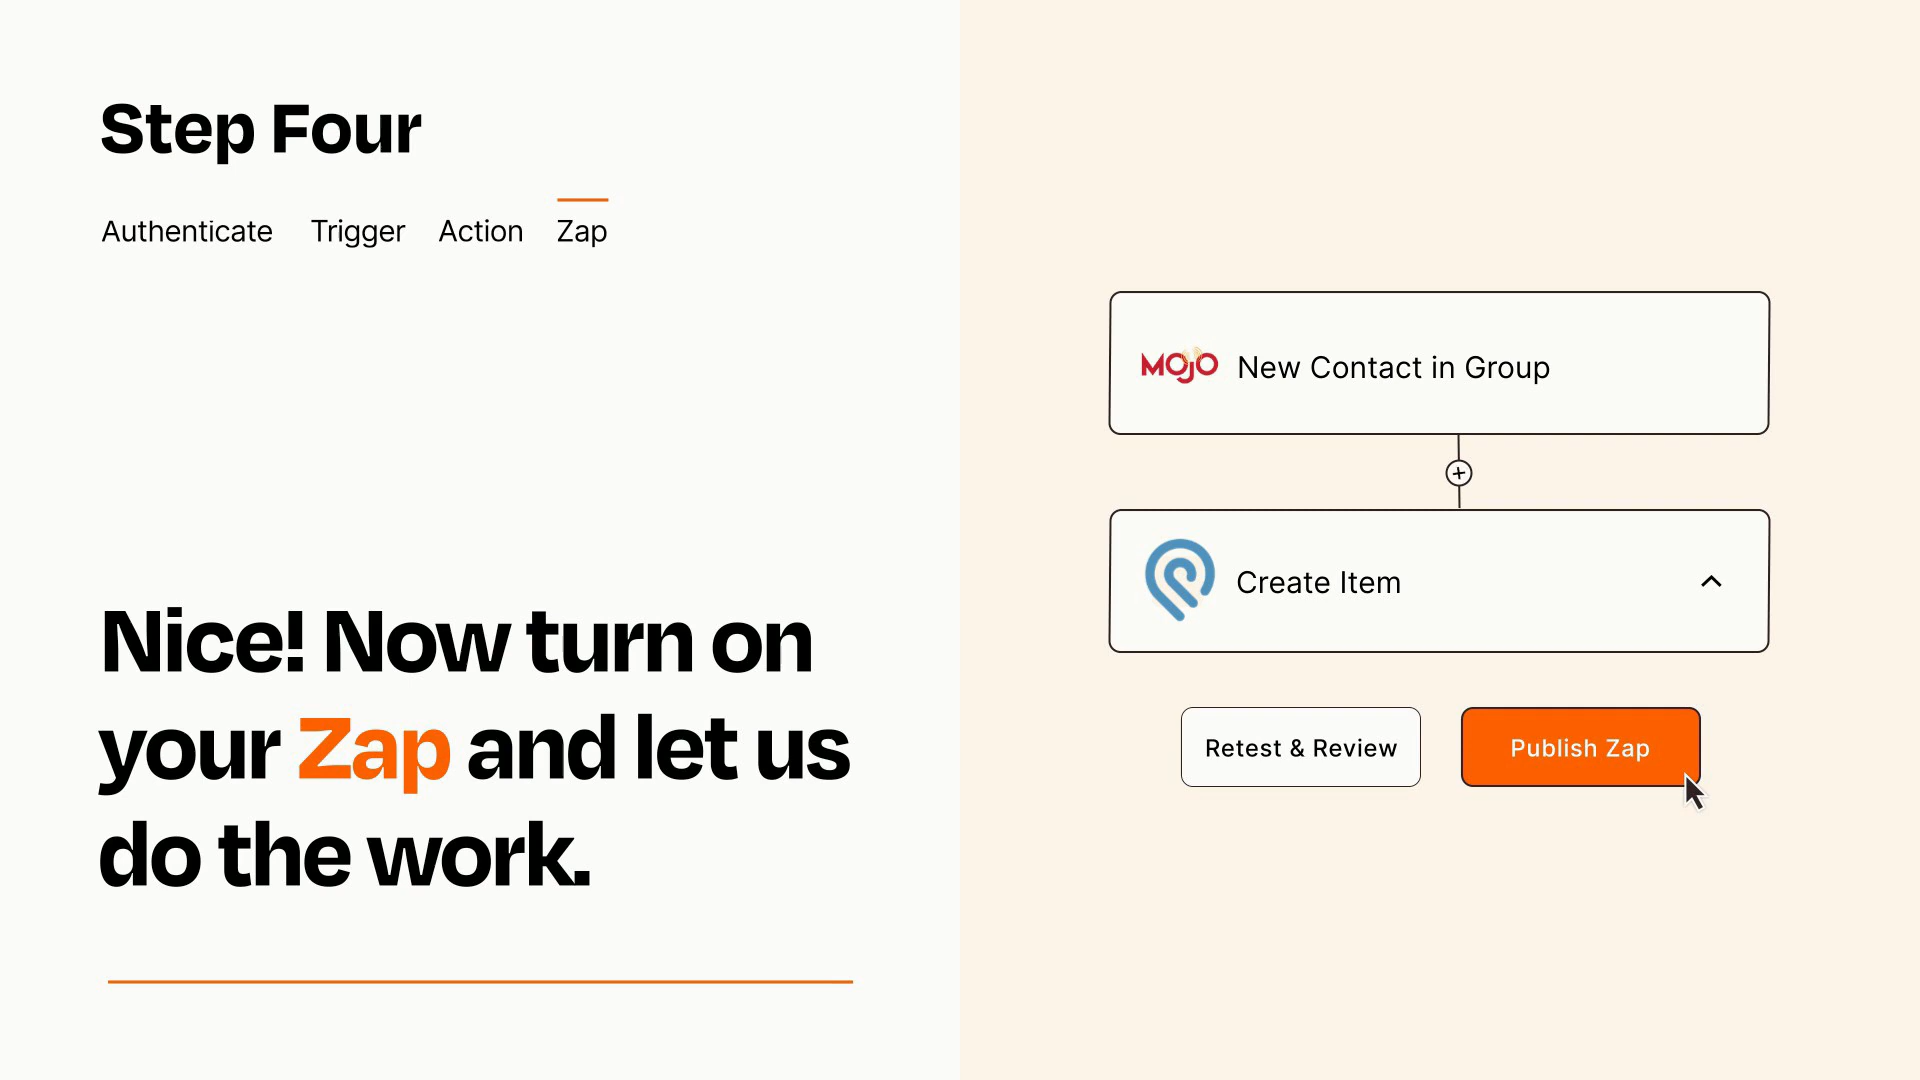 Step Four
Authenticate Trigger Action Zap
Nice! Now turn on
your Zap and let us
do the work.
MOJO New Contact in Group
Create Item
Retest & Review
Publish Zap